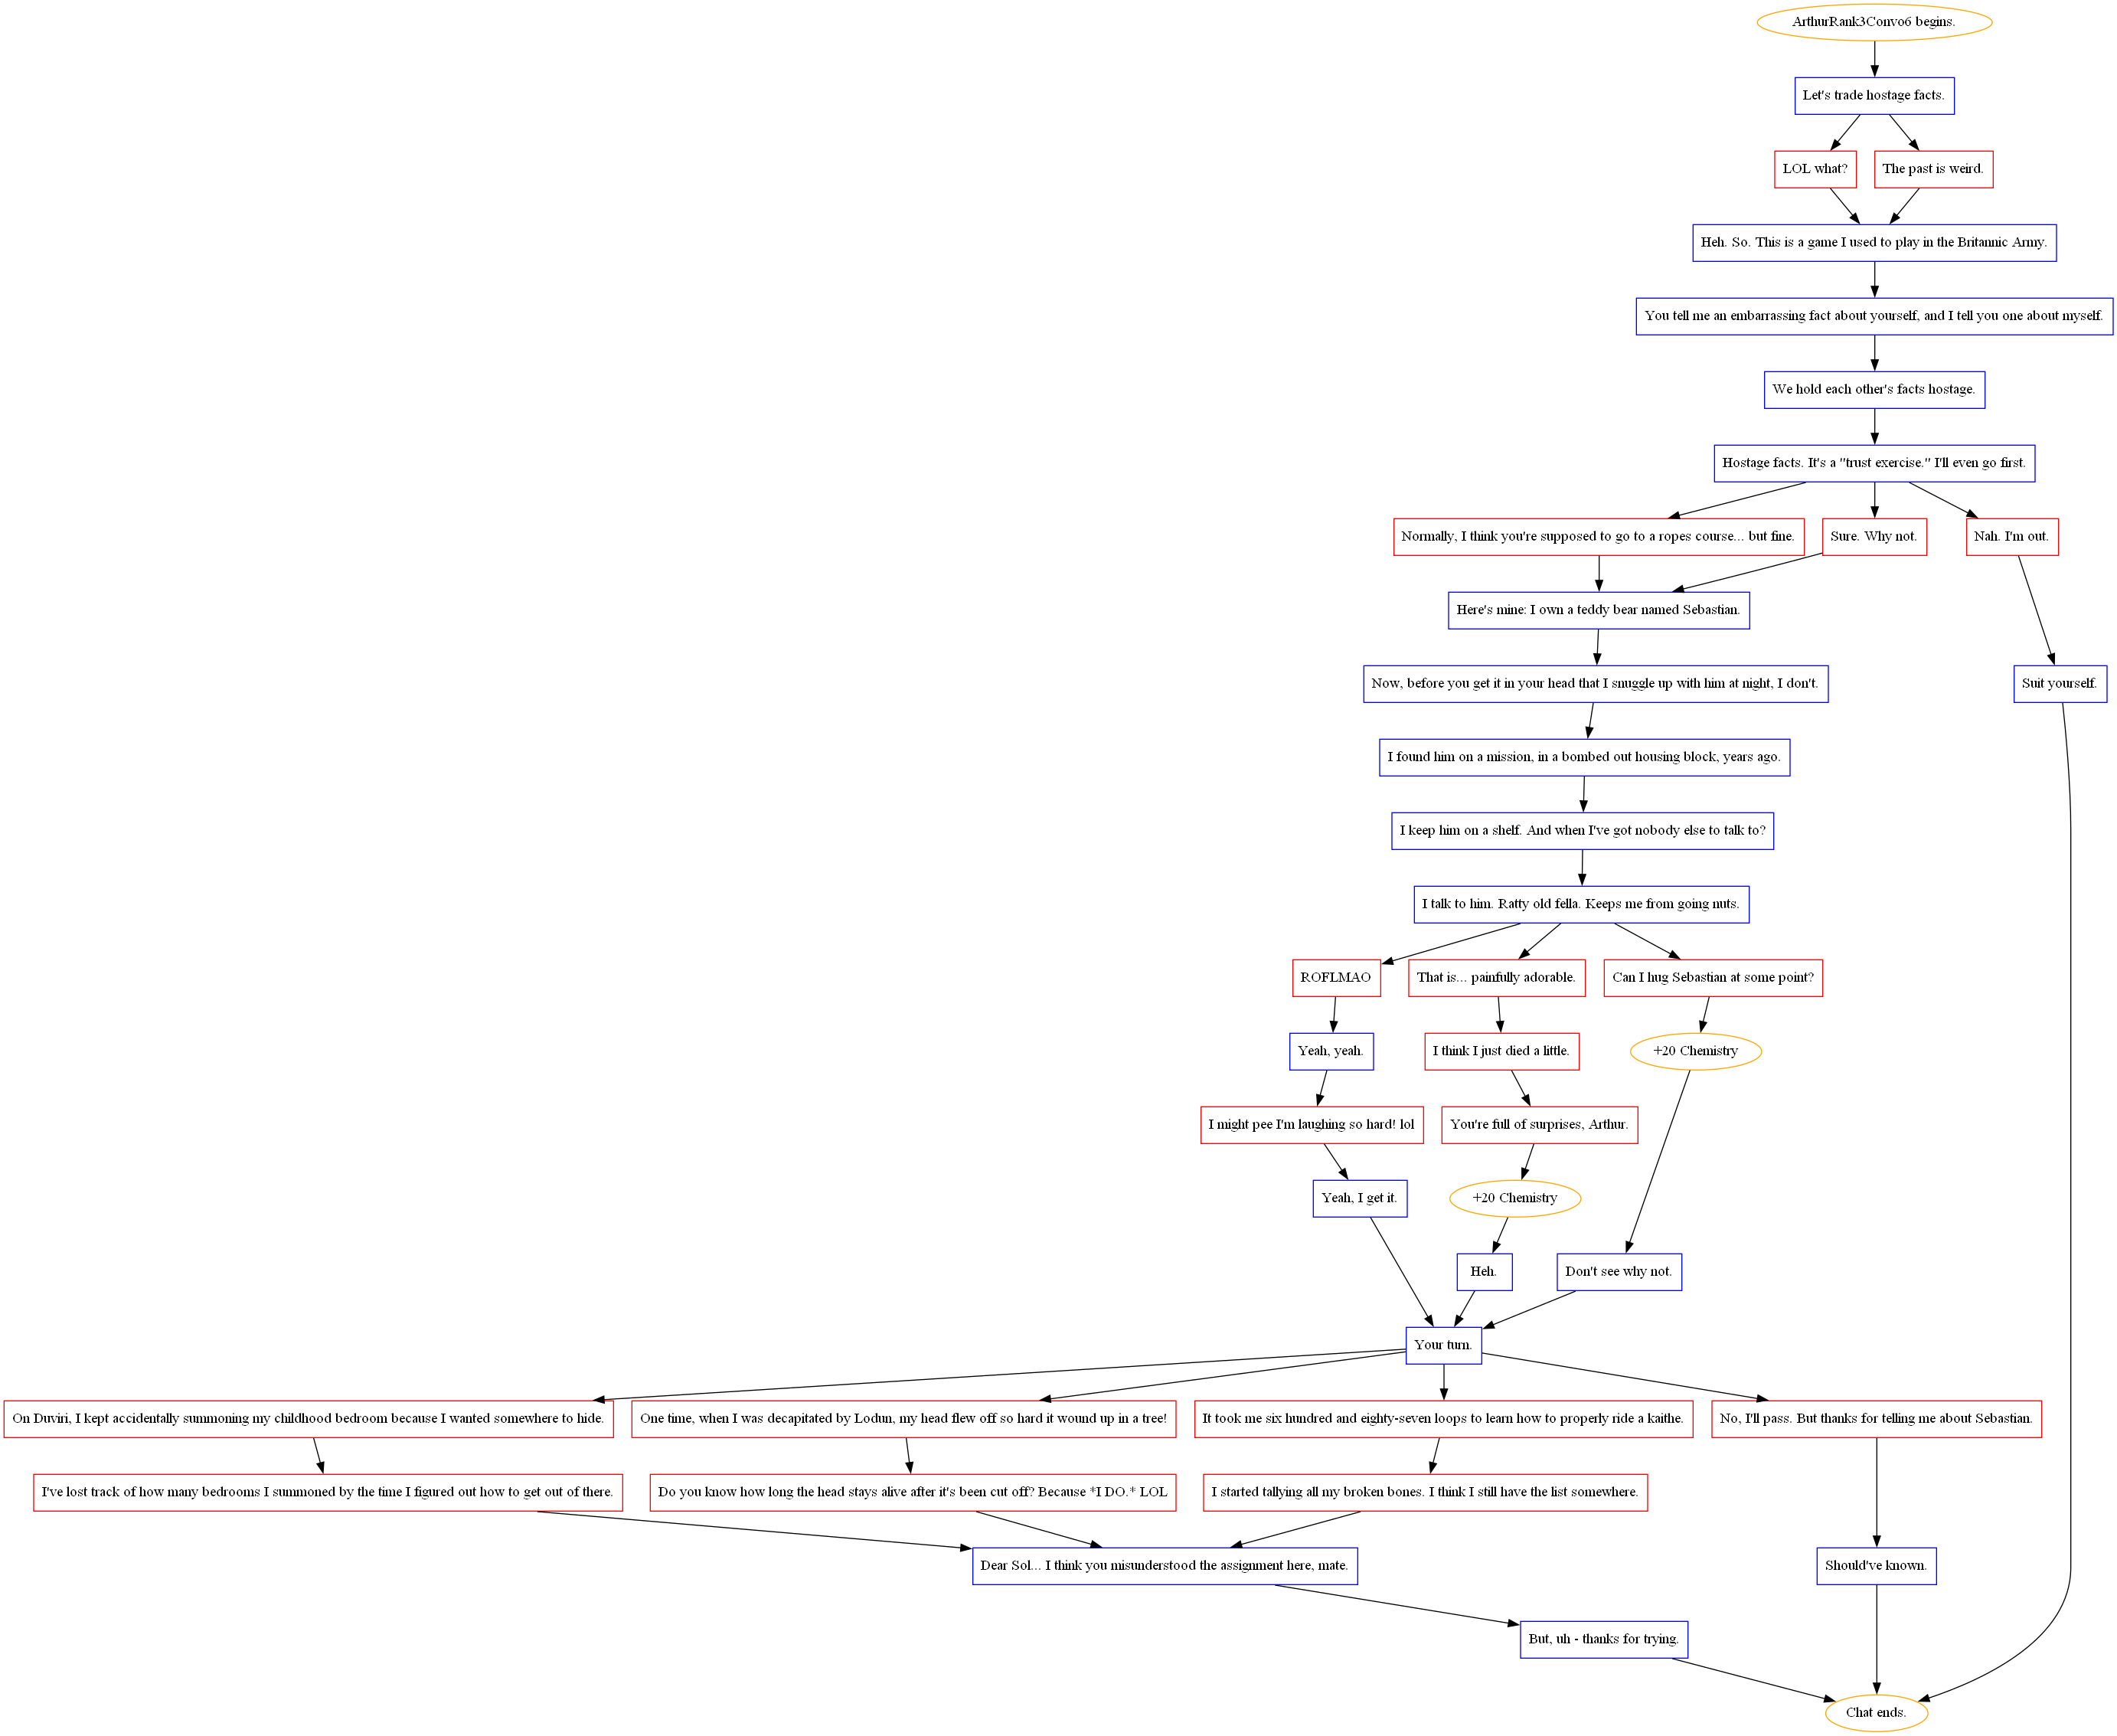 ArthurRank3Convo6 begins.
Let's trade hostage facts.
LOL what?
The past is weird.
Heh. So. This is a game I used to play in the Britannic Army.
You tell me an embarrassing fact about yourself, and I tell you one about myself.
We hold each other's facts hostage.
Hostage facts. It's a "trust exercise." I'll even go first.
Normally, I think you're supposed to go to a ropes course... but fine.
Sure. Why not.
Nah. I'm out.
Here's mine: I own a teddy bear named Sebastian.
Now, before you get it in your head that I snuggle up with him at night, I don't.
Suit yourself.
I found him on a mission, in a bombed out housing block, years ago.
I keep him on a shelf. And when I've got nobody else to talk to?
I talk to him. Ratty old fella. Keeps me from going nuts.
ROFLMAO
That is... painfully adorable.
Can I hug Sebastian at some point?
Yeah, yeah.
I think I just died a little.
+20 Chemistry
I might pee I'm laughing so hard! lol
You're full of surprises, Arthur.
Yeah, I get it.
+20 Chemistry
Heh.
Don't see why not.
Your turn.
On Duviri, I kept accidentally summoning my childhood bedroom because I wanted somewhere to hide.
One time, when I was decapitated by Lodun, my head flew off so hard it wound up in a tree!
It took me six hundred and eighty-seven loops to learn how to properly ride a kaithe.
No, I'll pass. But thanks for telling me about Sebastian.
I've lost track of how many bedrooms I summoned by the time I figured out how to get out of there.
Do you know how long the head stays alive after it's been cut off? Because *I DO.* LOL
I started tallying all my broken bones. I think I still have the list somewhere.
Dear Sol... I think you misunderstood the assignment here, mate.
Should've known.
But, uh - thanks for trying.
Chat ends.